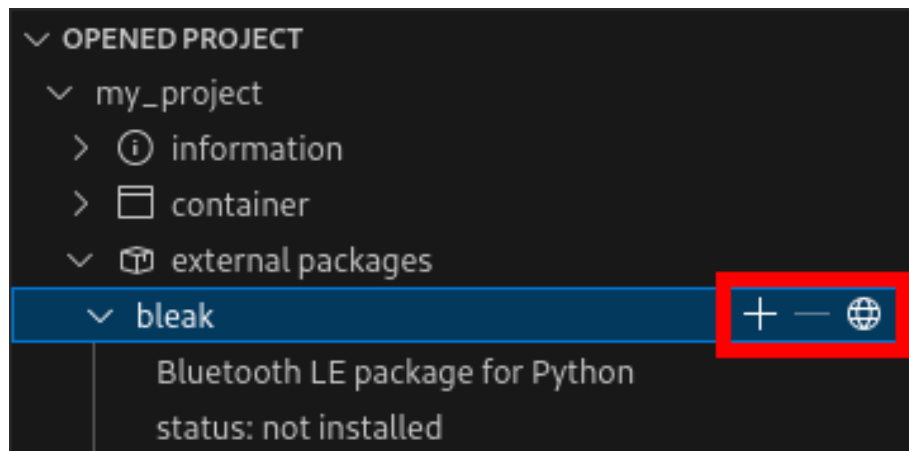 OPENED PROJECT
my_project
information
container
external packages
bleak
Bluetooth LE package for Python
status: not installed